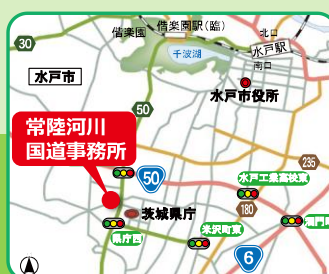 偕楽園
偕楽園駅(臨)
北口
水戸駅
南口
30
千波湖
水戸市
水戸市役所
50
常陸河川
国道事務所
50
235
水戸工業高校東
180
茨城県庁
県庁西
米沢町東
6